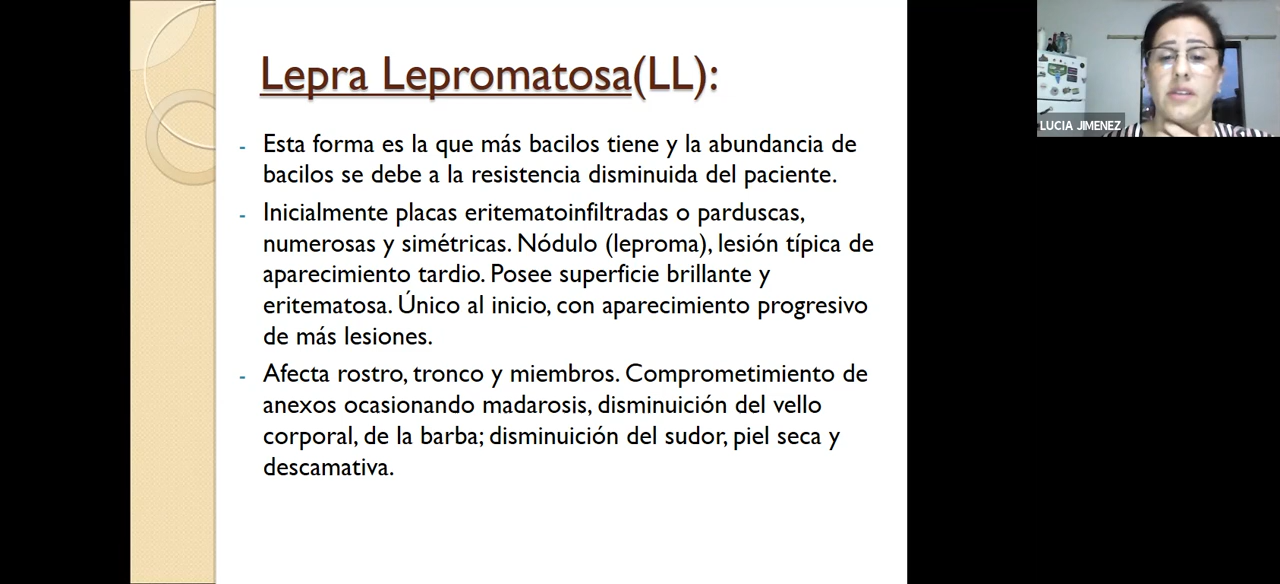 Lepra Lepromatosa(LL):
- Esta forma es la que más bacilos tiene y la abundancia de
bacilos se debe a la resistencia disminuida del paciente.
- Inicialmente placas eritematoinfiltradas o parduscas,
numerosas y simétricas. Nódulo (leproma), lesión típica de
aparecimiento tardio. Posee superficie brillante y
eritematosa. Único al inicio, con aparecimiento progresivo
de más lesiones.
- Afecta rostro, tronco y miembros. Comprometimiento de
anexos ocasionando madarosis, disminuición del vello
corporal, de la barba; disminuición del sudor, piel seca y
descamativa.
LUCIA JIMENEZ